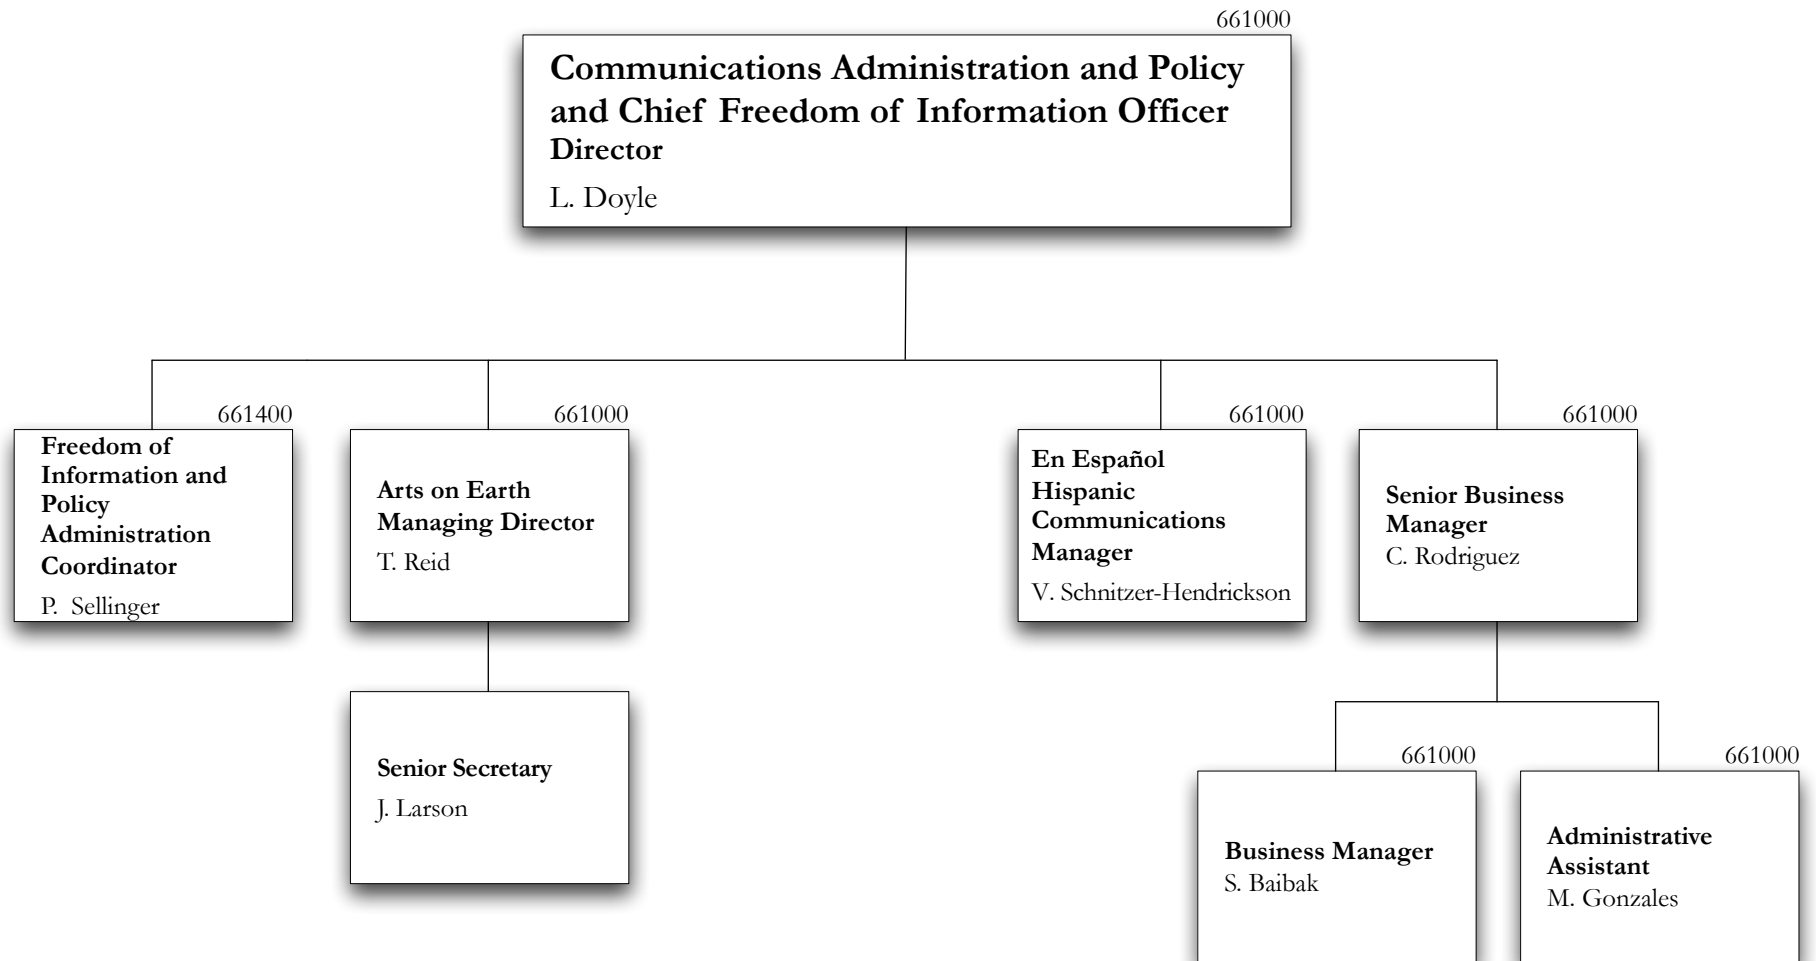 661000
Communications Administration and Policy
and Chief Freedom of Information Officer
Director
L. Doyle
661400
Freedom of
Information and
Policy
Administration
Coordinator
P. Sellinger
661000
Arts on Earth
Managing Director
T. Reid
661000
En Español
Hispanic
Communications
Manager
V. Schnitzer-Hendrickson
661000
Senior Business
Manager
C. Rodriguez
Senior Secretary
J. Larson
661000
Business Manager
S. Baibak
661000
Administrative
Assistant
M. Gonzales